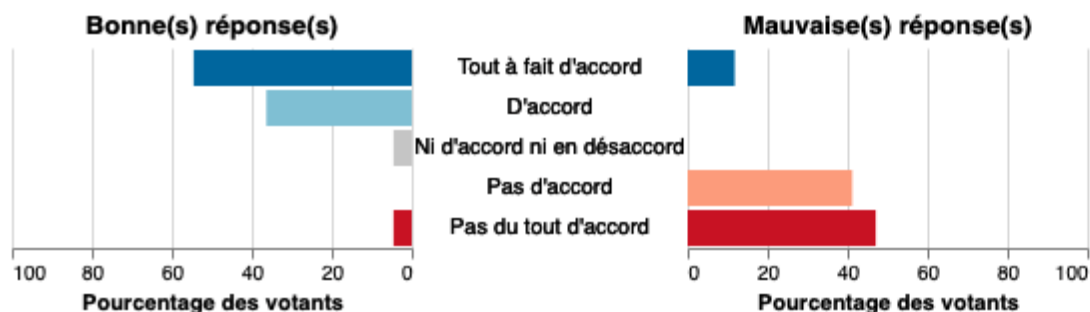 Bonne(s) réponse(s)
Mauvaise(s) réponse(s)
Tout à fait d'accord
D'accord
Ni d'accord ni en désaccord
Pas d'accord
Pas du tout d'accord
100 80 60 40 20 0
0 20 40 60 80 100
Pourcentage des votants
Pourcentage des votants